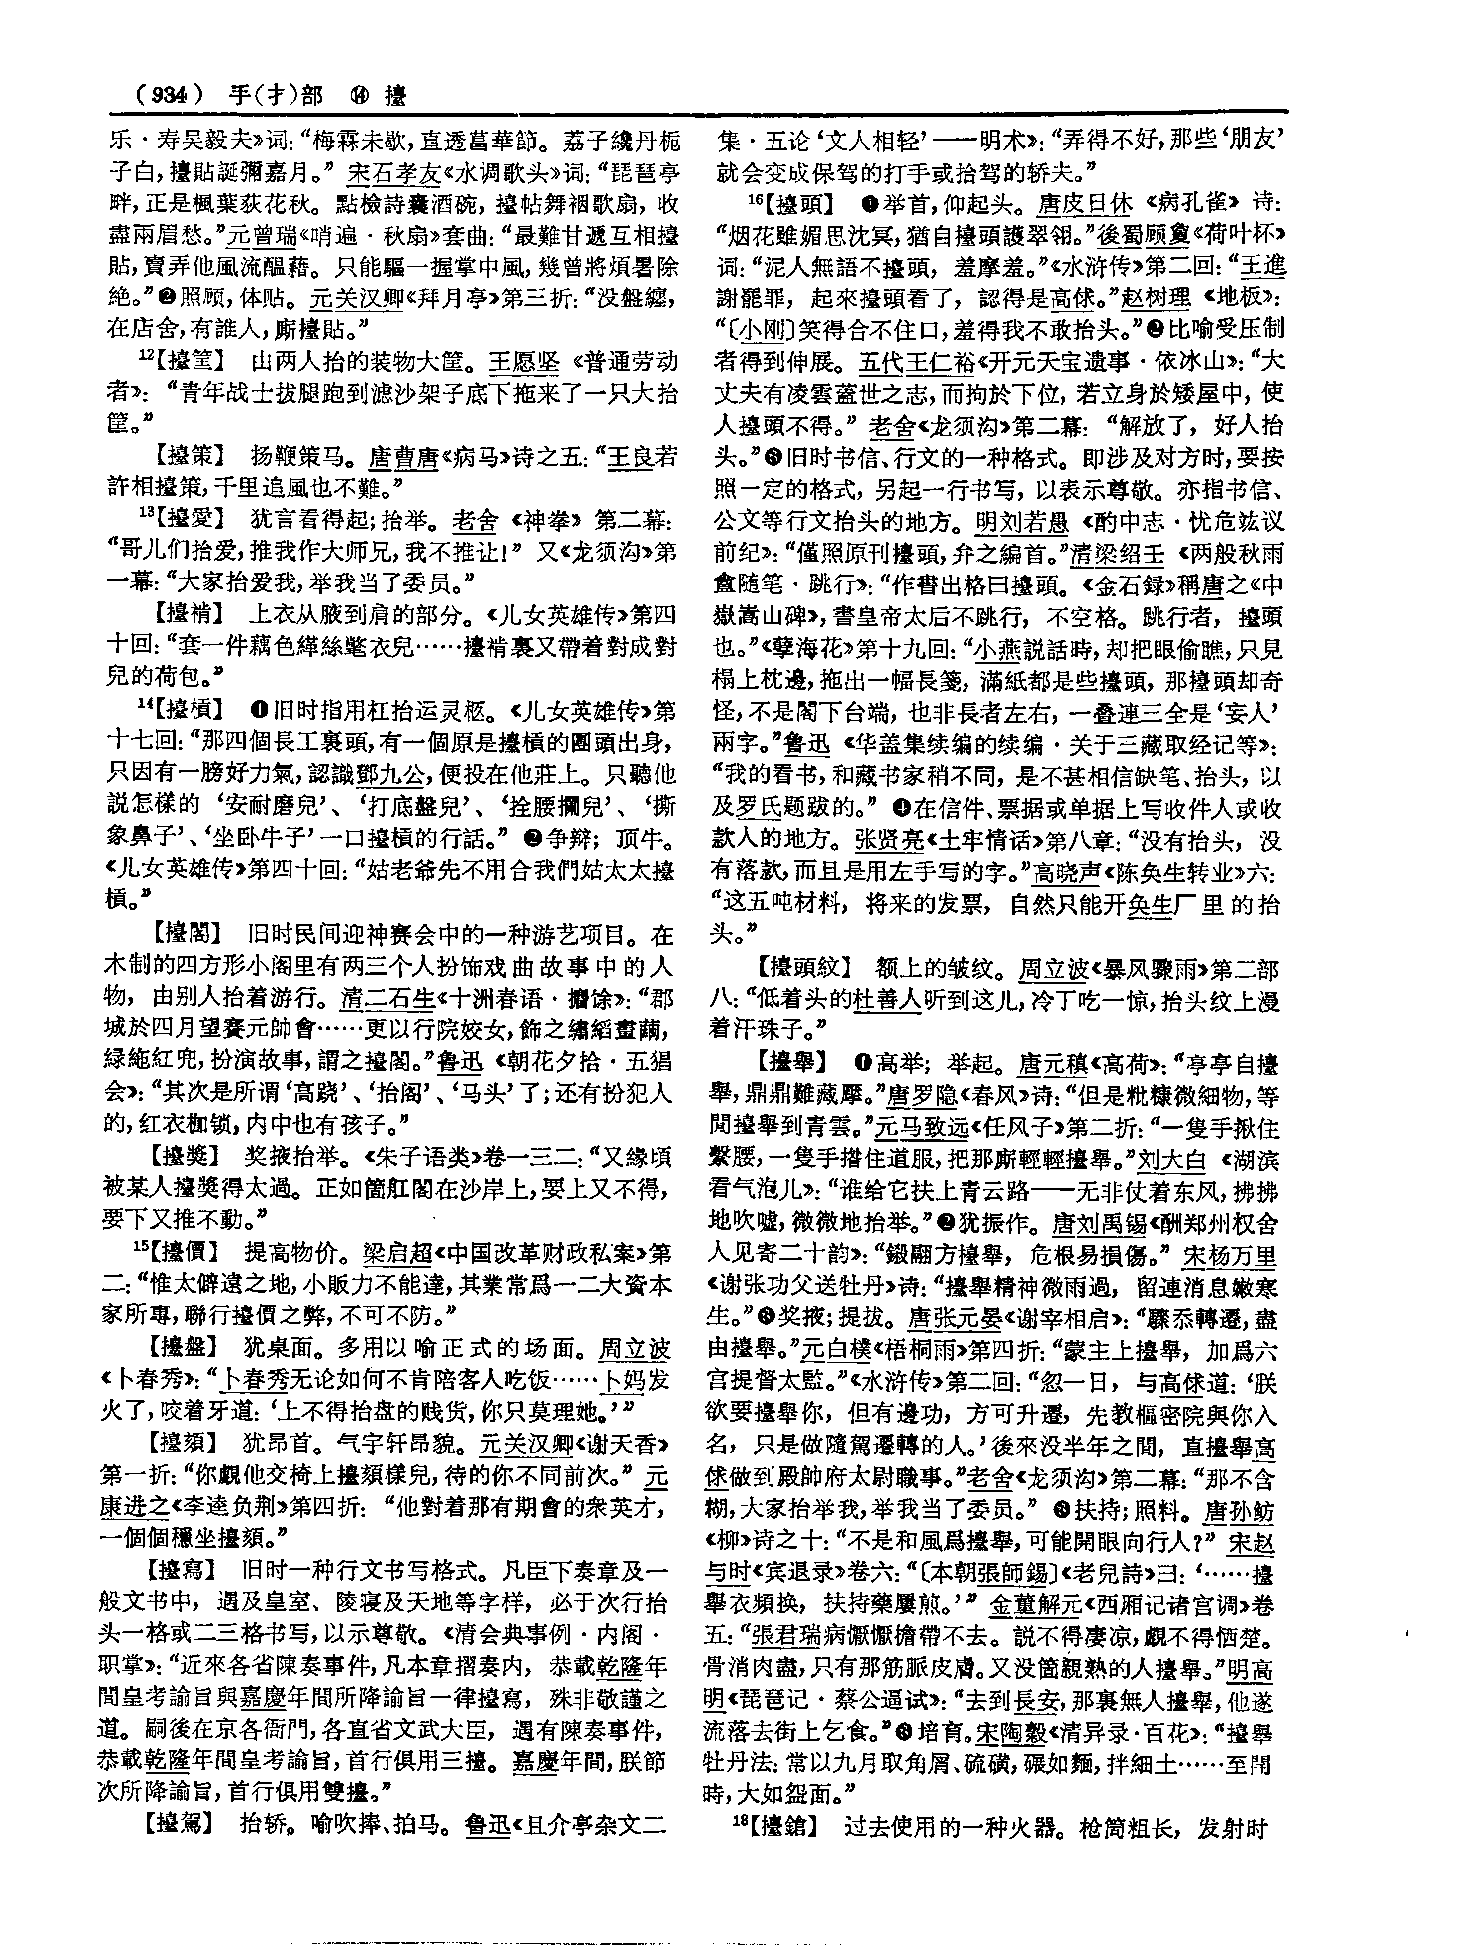 （934） 手(扌)部 ⑭ 擡
乐·寿吴毅夫》词：“梅霖未歇，直透菖華節。荔子纔丹栀
子白，擡貼誕彌嘉月。”宋石孝友《水调歌头》词：“琵琶亭
畔，正是楓葉荻花秋。點檢詩囊酒碗，擡帖舞裀歌扇，收
盡兩眉愁。”元曾瑞《哨遍·秋扇》套曲：“最難甘遞互相擡
貼，賣弄他風流醖藉。只能驅一握掌中風，幾曾將煩暑除
絶。”❷照顾，体贴。元关汉卿《拜月亭》第三折：“没盤纏，
在店舍，有誰人，廝擡貼。”
12【擡筐】 由两人抬的装物大筐。王愿坚《普通劳动
者》：“青年战士拔腿跑到滤沙架子底下拖来了一只大抬
筐。”
【擡策】 扬鞭策马。唐曹唐《病马》诗之五：“王良若
許相擡策，千里追風也不難。”
13【擡愛】 犹言看得起；抬举。老舍《神拳》第二幕：
“哥儿们抬爱，推我作大师兄，我不推让！”又《龙须沟》第
一幕：“大家抬爱我，举我当了委员。”
【擡褃】 上衣从腋到肩的部分。《儿女英雄传》第四
十回：“套一件藕色緙絲氅衣兒……擡褃裏又帶着對成對
兒的荷包。”
14【擡槓】 ❶旧时指用杠抬运灵柩。《儿女英雄传》第
十七回：“那四個長工裏頭，有一個原是擡槓的團頭出身，
只因有一膀好力氣，認識鄧九公，便投在他莊上。只聽他
説怎樣的‘安耐磨兒’、‘打底盤兒’、‘拴腰攔兒’、‘撕
象鼻子’、‘坐卧牛子’一口擡槓的行話。”❷争辩；顶牛。
《儿女英雄传》第四十回：“姑老爺先不用合我們姑太太擡
槓。”
【擡閣】 旧时民间迎神赛会中的一种游艺项目。在
木制的四方形小阁里有两三个人扮饰戏曲故事中的人
物，由别人抬着游行。清二石生《十洲春语·攟馀》：“郡
城於四月望賽元帥會……更以行院姣女，飾之繡縚畫繭，
緑絁紅兜，扮演故事，謂之擡閣。”鲁迅《朝花夕拾·五猖
会》：“其次是所谓‘高跷’、‘抬阁’、‘马头’了；还有扮犯人
的，红衣枷锁，内中也有孩子。”
【擡奬】 奖掖抬举。《朱子语类》卷一三二：“又緣頃
被某人擡奬得太過。正如箇舡閣在沙岸上，要上又不得，
要下又推不動。”
15【擡價】 提高物价。梁启超《中国改革财政私案》第
二：“惟太僻遠之地，小販力不能達，其業常爲一二大資本
家所專，聯行擡價之弊，不可不防。”
【擡盤】 犹桌面。多用以喻正式的场面。周立波
《卜春秀》：“卜春秀无论如何不肯陪客人吃饭……卜妈发
火了，咬着牙道：‘上不得抬盘的贱货，你只莫理她。’”
【擡頦】 犹昂首。气宇轩昂貌。元关汉卿《谢天香》
第一折：“你覷他交椅上擡頦樣兒，待的你不同前次。”元
康进之《李逵负荆》第四折：“他對着那有期會的衆英才，
一個個穩坐擡頦。”
【擡寫】 旧时一种行文书写格式。凡臣下奏章及一
般文书中，遇及皇室、陵寝及天地等字样，必于次行抬
头一格或二三格书写，以示尊敬。《清会典事例·内阁·
职掌》：“近來各省陳奏事件，凡本章摺奏内，恭載乾隆年
間皇考諭旨與嘉慶年間所降諭旨一律擡寫，殊非敬謹之
道。嗣後在京各衙門，各直省文武大臣，遇有陳奏事件，
恭載乾隆年間皇考諭旨，首行俱用三擡。嘉慶年間，朕節
次所降諭旨，首行俱用雙擡。”
【擡駕】 抬轿。喻吹捧、拍马。鲁迅《且介亭杂文二
集·五论‘文人相轻’——明术》：“弄得不好，那些‘朋友’
就会变成保驾的打手或抬驾的轿夫。”
16【擡頭】 ❶举首，仰起头。唐皮日休《病孔雀》诗：
“烟花雖媚思沈冥，猶自擡頭護翠翎。”後蜀顾敻《荷叶杯》
词：“泥人無語不擡頭，羞摩羞。”《水浒传》第二回：“王進
謝罷罪，起來擡頭看了，認得是高俅。”赵树理《地板》：
“〔小刚〕笑得合不住口，羞得我不敢抬头。”❷比喻受压制
者得到伸展。五代王仁裕《开元天宝遗事·依冰山》：“大
丈夫有凌雲蓋世之志，而拘於下位，若立身於矮屋中，使
人擡頭不得。”老舍《龙须沟》第二幕：“解放了，好人抬
头。”❸旧时书信、行文的一种格式。即涉及对方时，要按
照一定的格式，另起一行书写，以表示尊敬。亦指书信、
公文等行文抬头的地方。明刘若愚《酌中志·忧危竑议
前纪》：“僅照原刊擡頭，弁之編首。”清梁绍壬《两般秋雨
盦随笔·跳行》：“作書出格曰擡頭。《金石録》稱唐之《中
嶽嵩山碑》，書皇帝太后不跳行，不空格。跳行者，擡頭
也。”《孽海花》第十九回：“小燕説話時，却把眼偷瞧，只見
榻上枕邊，拖出一幅長箋，滿紙都是些擡頭，那擡頭却奇
怪，不是閣下台端，也非長者左右，一叠連三全是‘妄人’
兩字。”鲁迅《华盖集续编的续编·关于三藏取经记等》：
“我的看书，和藏书家稍不同，是不甚相信缺笔、抬头，以
及罗氏题跋的。”❹在信件、票据或单据上写收件人或收
款人的地方。张贤亮《土牢情话》第八章：“没有抬头，没
有落款，而且是用左手写的字。”高晓声《陈奂生转业》六：
“这五吨材料，将来的发票，自然只能开奂生厂里的抬
头。”
【擡頭紋】 额上的皱纹。周立波《暴风骤雨》第二部
八：“低着头的杜善人听到这儿，冷丁吃一惊，抬头纹上漫
着汗珠子。”
【擡舉】 ❶高举；举起。唐元稹《高荷》：“亭亭自擡
舉，鼎鼎難藏擪。”唐罗隐《春风》诗：“但是粃糠微細物，等
閒擡舉到青雲。”元马致远《任风子》第二折：“一隻手揪住
繫腰，一隻手揝住道服，把那廝輕輕擡舉。”刘大白《湖滨
看气泡儿》：“谁给它扶上青云路——无非仗着东风，拂拂
地吹嘘，微微地抬举。”❷犹振作。唐刘禹锡《酬郑州权舍
人见寄二十韵》：“鎩翮方擡舉，危根易損傷。”宋杨万里
《谢张功父送牡丹》诗：“擡舉精神微雨過，留連消息嫩寒
生。”❸奖掖；提拔。唐张元晏《谢宰相启》：“驟忝轉遷，盡
由擡舉。”元白樸《梧桐雨》第四折：“蒙主上擡舉，加爲六
宫提督太監。”《水浒传》第二回：“忽一日，与高俅道：‘朕
欲要擡舉你，但有邊功，方可升遷，先教樞密院與你入
名，只是做隨駕遷轉的人。’後來没半年之間，直擡舉高
俅做到殿帥府太尉職事。”老舍《龙须沟》第二幕：“那不含
糊，大家抬举我，举我当了委员。” ❹扶持；照料。唐孙鲂
《柳》诗之十：“不是和風爲擡舉，可能開眼向行人？”宋赵
与时《宾退录》卷六：“〔本朝張師錫〕《老兒詩》曰：‘……擡
舉衣頻换，扶持藥屢煎。’”金董解元《西厢记诸宫调》卷
五：“張君瑞病懨懨擔帶不去。説不得凄凉，覷不得恓楚。
骨消肉盡，只有那筋脈皮膚。又没箇親熟的人擡舉。”明高
明《琵琶记·蔡公逼试》：“去到長安，那裏無人擡舉，他遂
流落去街上乞食。”❺培育。宋陶穀《清异录·百花》：“擡舉
牡丹法：常以九月取角屑、硫磺，碾如麵，拌細土……至開
時，大如盌面。”
18【擡鎗】 过去使用的一种火器。枪筒粗长，发射时